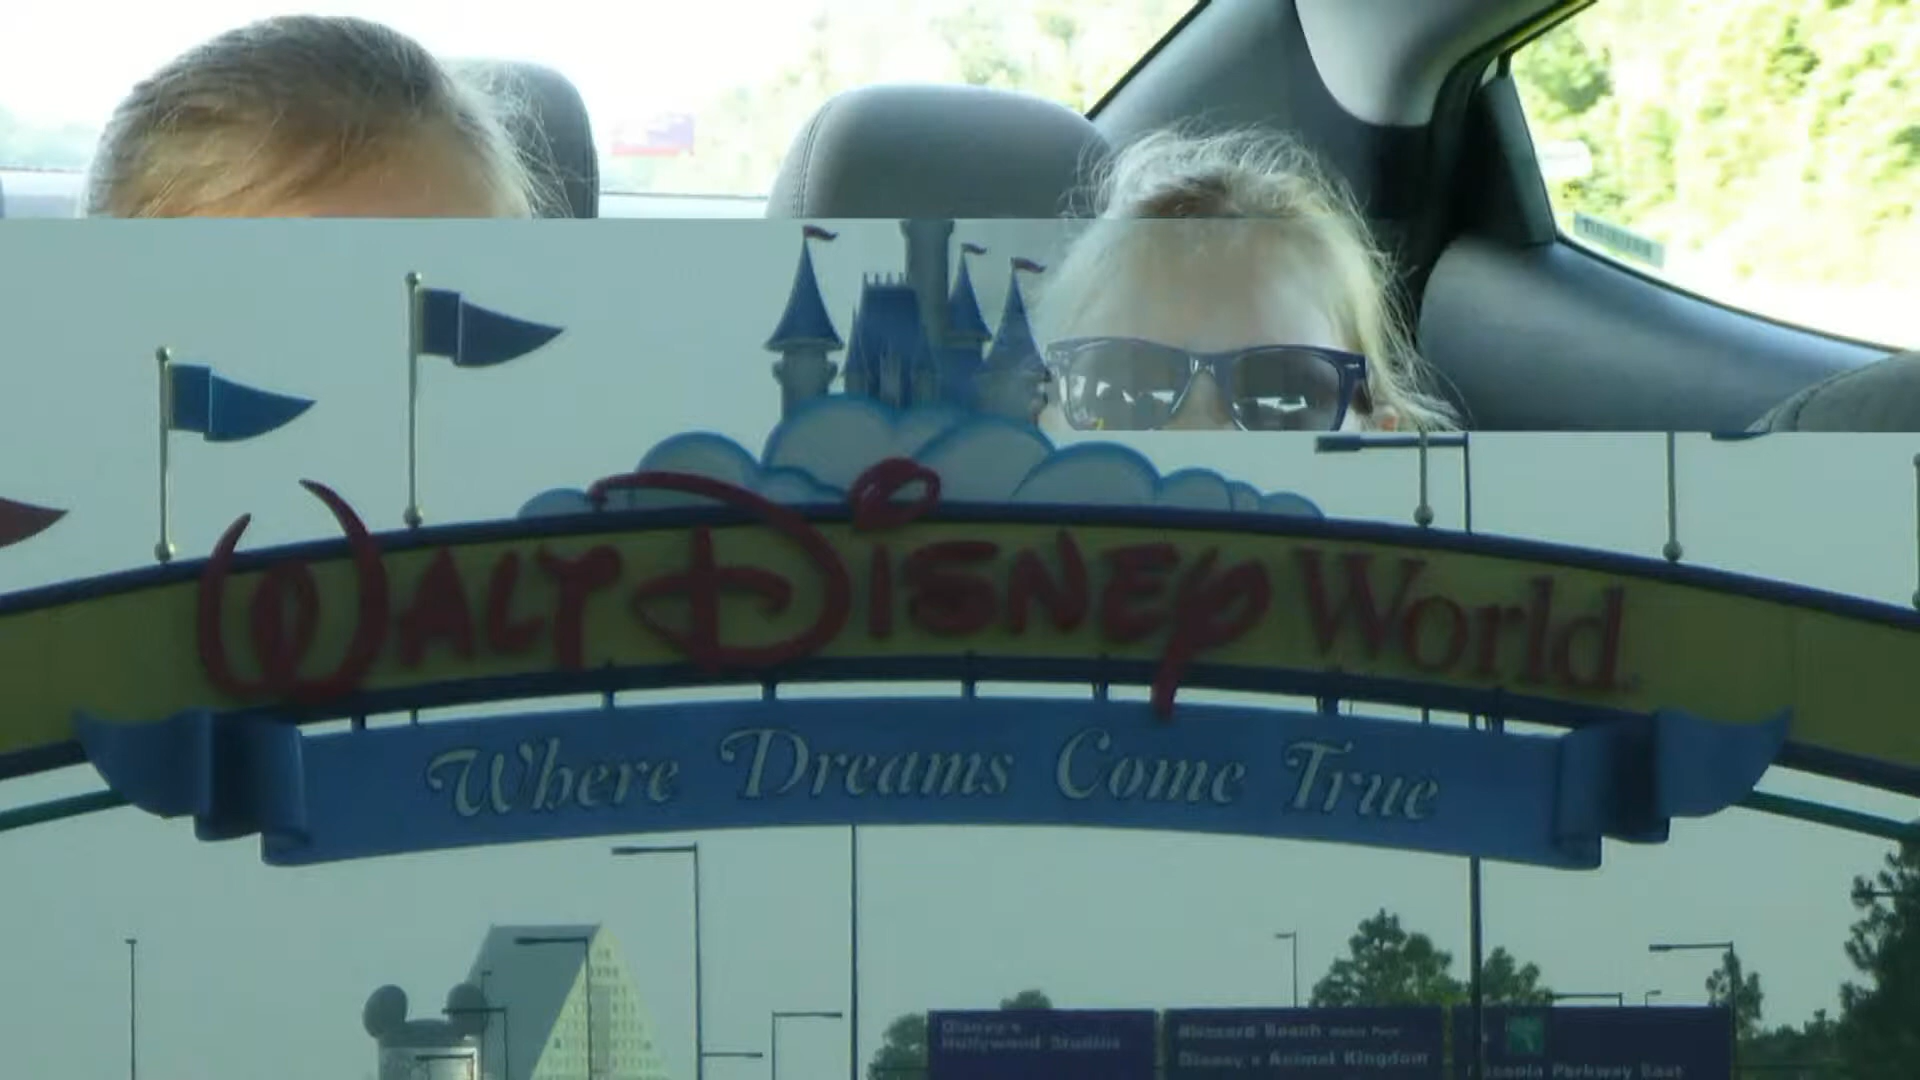 Walt Disney World
Where Dreams Come True
Disney's
Hollywood Studios
Blizzard Beach Water Park
Disney's Animal Kingdom
Osceola Parkway East